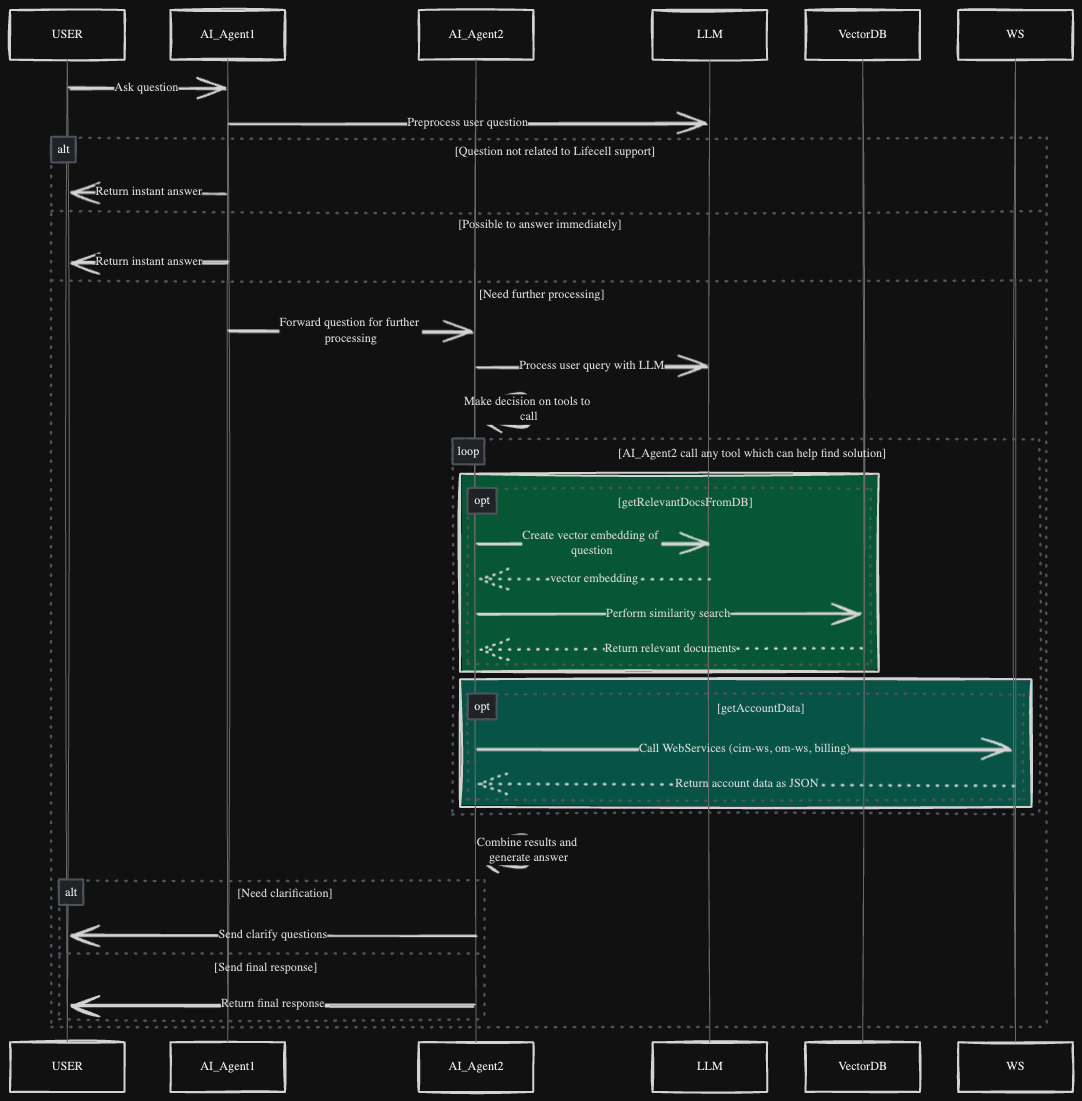 USER AI_Agent1 AI_Agent2 LLM VectorDB WS
Ask question
Preprocess user question
alt
[Question not related to Lifecell support]
Return instant answer
[Possible to answer immediately]
Return instant answer
[Need further processing]
Forward question for further
processing
Process user query with LLM
Make decision on tools to
call
loop
[AI_Agent2 call any tool which can help find solution]
opt
[getRelevantDocsFromDB]
Create vector embedding of
question
vector embedding
Perform similarity search
Return relevant documents
opt
[getAccountData]
Call WebServices (cim-ws, om-ws, billing)
Return account data as JSON
Combine results and
generate answer
alt
[Need clarification]
Send clarify questions
[Send final response]
Return final response
USER AI_Agent1 AI_Agent2 LLM VectorDB WS